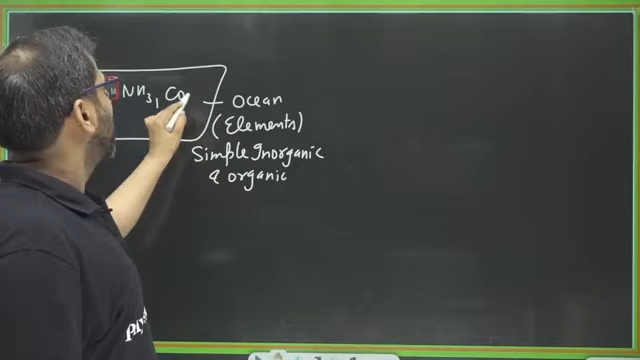 NH3, Co
Ocean
(Elements)
Simple Inorganic
& organic